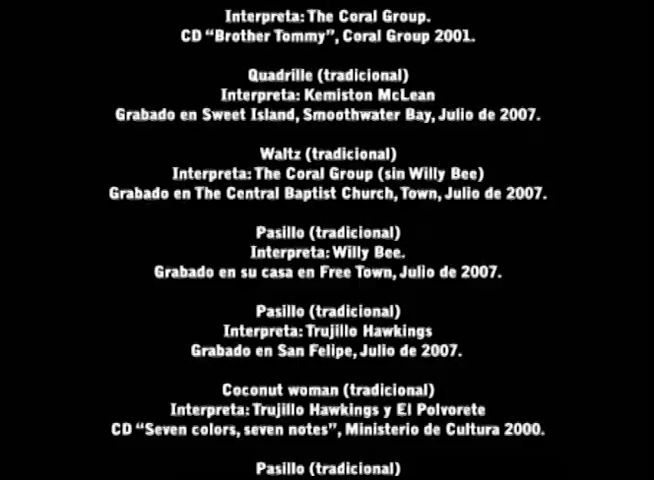 Interpreta: The Coral Group.
CD “Brother Tommy”, Coral Group 2001.
Quadrille (tradicional)
Interpreta: Kemiston McLean
Grabado en Sweet Island, Smoothwater Bay, Julio de 2007.
Waltz (tradicional)
Interpreta: The Coral Group (sin Willy Bee)
Grabado en The Central Baptist Church, Town, Julio de 2007.
Pasillo (tradicional)
Interpreta: Willy Bee.
Grabado en su casa en Free Town, Julio de 2007.
Pasillo (tradicional)
Interpreta: Trujillo Hawkings
Grabado en San Felipe, Julio de 2007.
Coconut woman (tradicional)
Interpreta: Trujillo Hawkings y El Polvorete
CD “Seven colors, seven notes”, Ministerio de Cultura 2000.
Pasillo (tradicional)